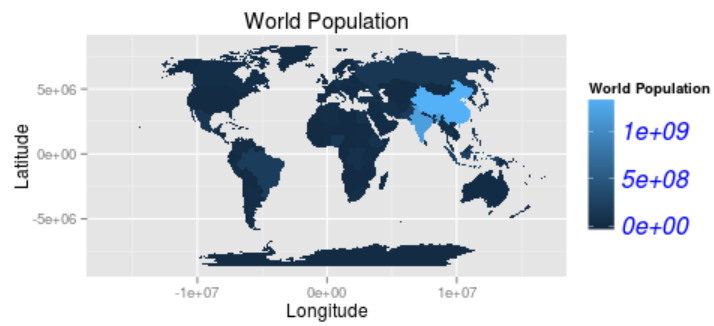 World Population
Latitude
5e+06
0e+00
-5e+06
-1e+07 0e+00 1e+07
Longitude
World Population
1e+09
5e+08
0e+00